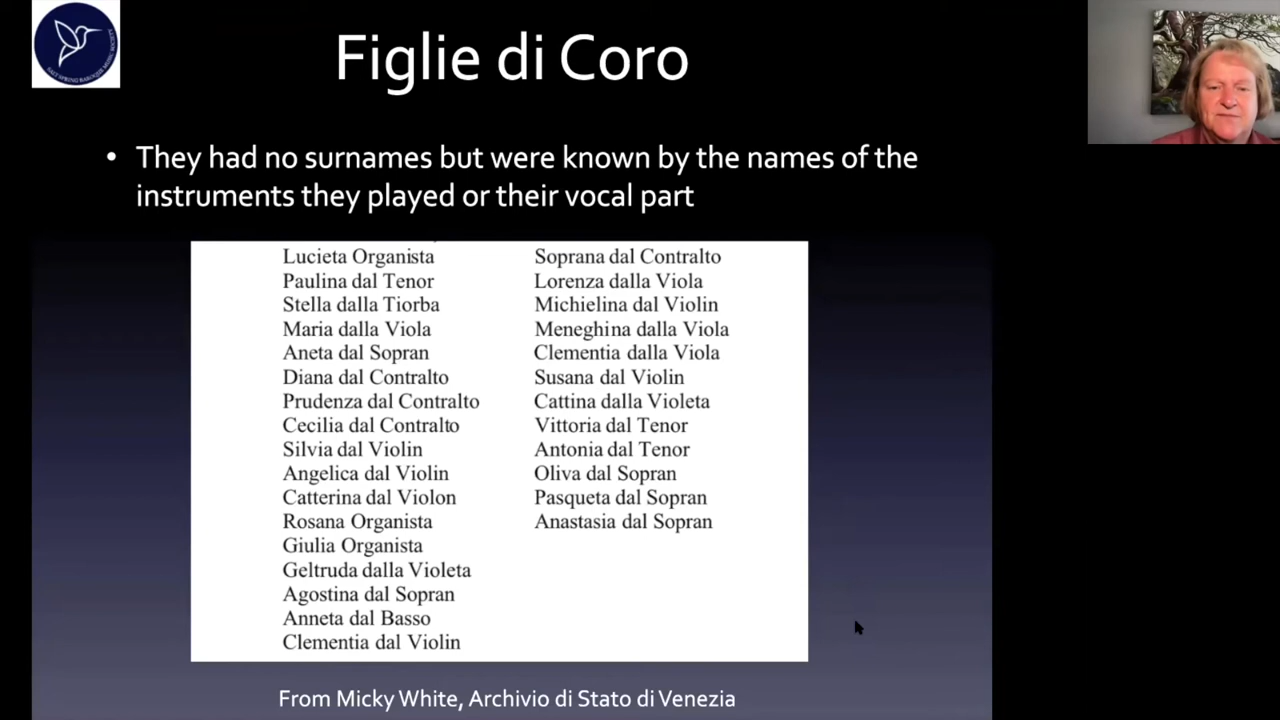 SALT SPRING BAROQUE MUSIC SOCIETY
Figlie di Coro
• They had no surnames but were known by the names of the
instruments they played or their vocal part
Lucieta Organista
Paulina dal Tenor
Stella dalla Tiorba
Maria dalla Viola
Aneta dal Sopran
Diana dal Contralto
Prudenza dal Contralto
Cecilia dal Contralto
Silvia dal Violin
Angelica dal Violin
Catterina dal Violon
Rosana Organista
Giulia Organista
Geltruda dalla Violeta
Agostina dal Sopran
Anneta dal Basso
Clementia dal Violin
Soprana dal Contralto
Lorenza dalla Viola
Michielina dal Violin
Meneghina dalla Viola
Clementia dalla Viola
Susana dal Violin
Cattina dalla Violeta
Vittoria dal Tenor
Antonia dal Tenor
Oliva dal Sopran
Pasqueta dal Sopran
Anastasia dal Sopran
From Micky White, Archivio di Stato di Venezia